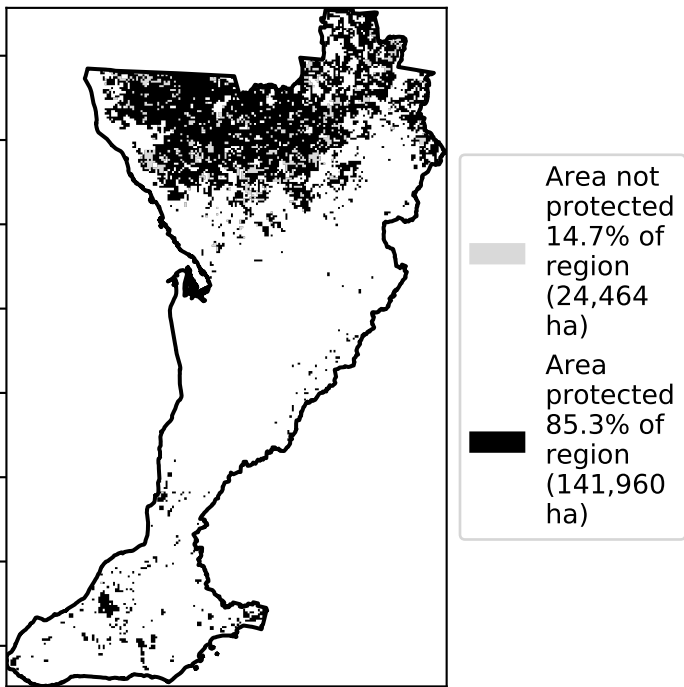 Area not
protected
14.7% of
region
(24,464
ha)
Area
protected
85.3% of
region
(141,960
ha)